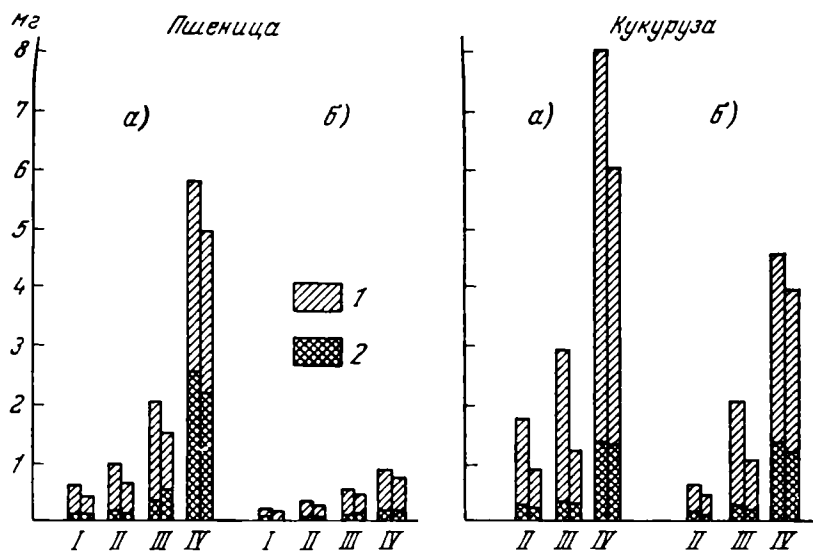 мг
Пшеница
Кукуруза
8
7
6
5
4
3
2
1
а)
б)
а)
б)
1
2
I II III IV
I II III IV
II III IV
II III IV